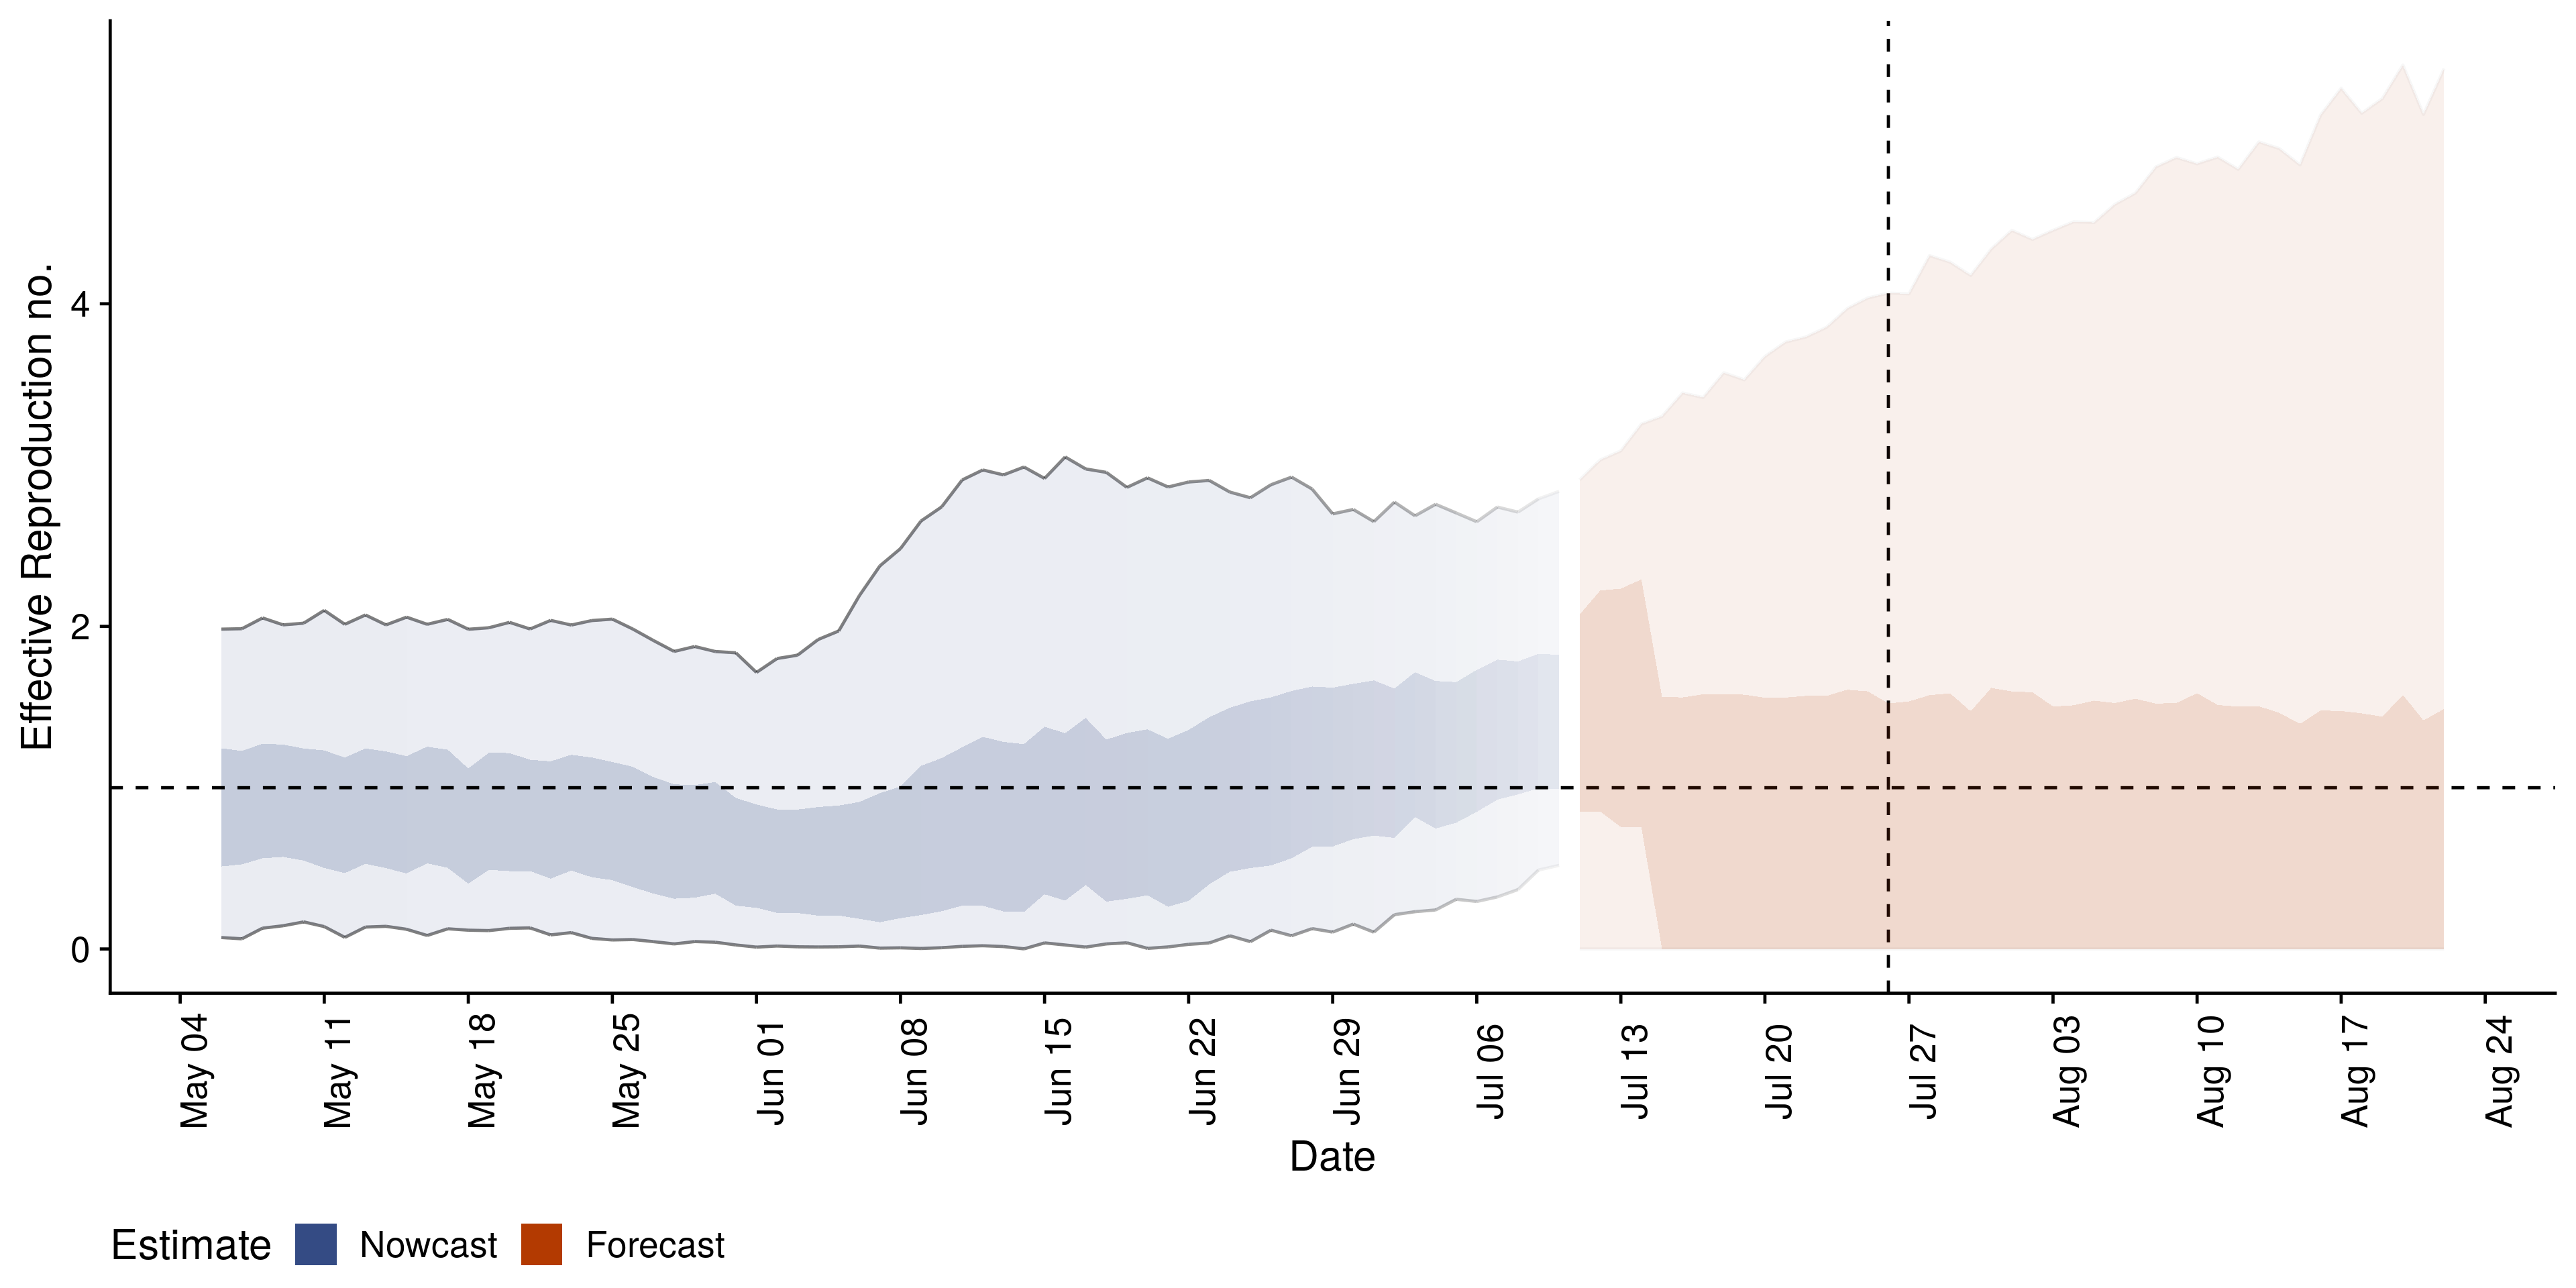 Effective Reproduction no.
4
2
0
May 04
May 11
May 18
May 25
Jun 01
Jun 08
Jun 15
Jun 22
Jun 29
Jul 06
Jul 13
Jul 20
Jul 27
Aug 03
Aug 10
Aug 17
Aug 24
Date
Estimate Nowcast Forecast